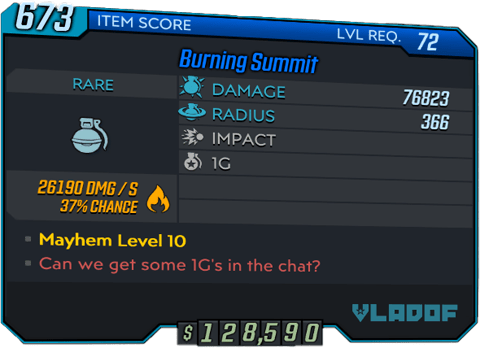 673 ITEM SCORE LVL REQ. 72
Burning Summit
RARE
DAMAGE 76823
RADIUS 366
IMPACT
1G
26190 DMG / S
37% CHANCE
Mayhem Level 10
Can we get some 1G's in the chat?
VLADOF
$128,590